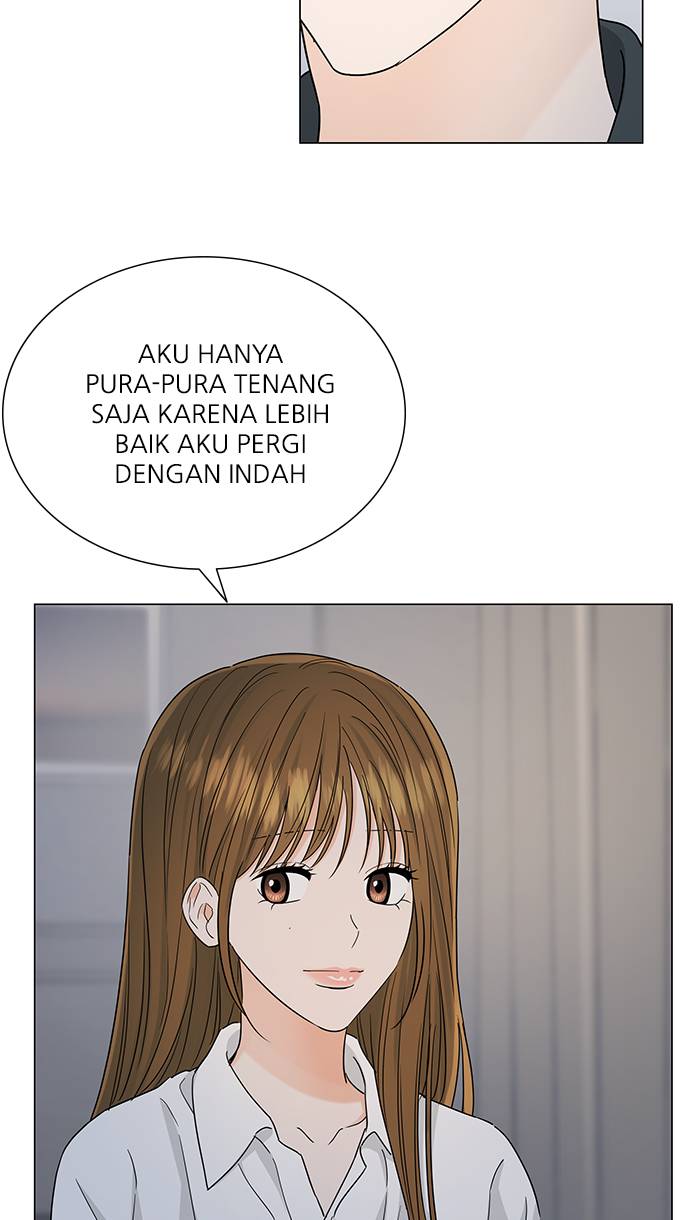 AKU HANYA
PURA-PURA TENANG
SAJA KARENA LEBIH
BAIK AKU PERGI
DENGAN INDAH